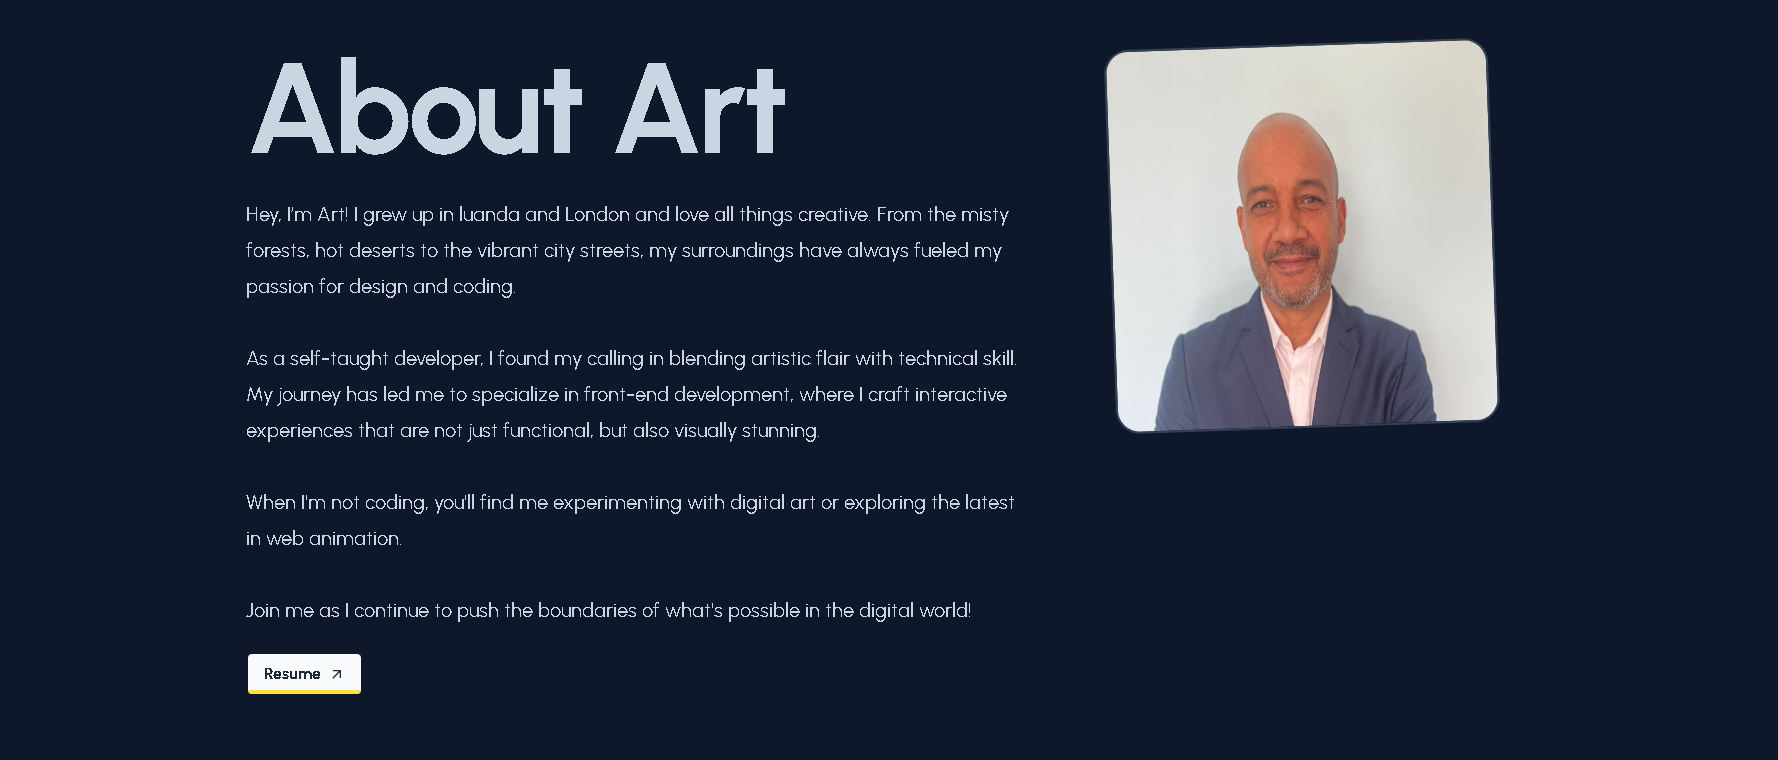 About Art
Hey, I'm Art! I grew up in luanda and London and love all things creative. From the misty
forests, hot deserts to the vibrant city streets, my surroundings have always fueled my
passion for design and coding.
As a self-taught developer, I found my calling in blending artistic flair with technical skill.
My journey has led me to specialize in front-end development, where I craft interactive
experiences that are not just functional, but also visually stunning.
When I'm not coding, you'll find me experimenting with digital art or exploring the latest
in web animation.
Join me as I continue to push the boundaries of what's possible in the digital world!
Resume